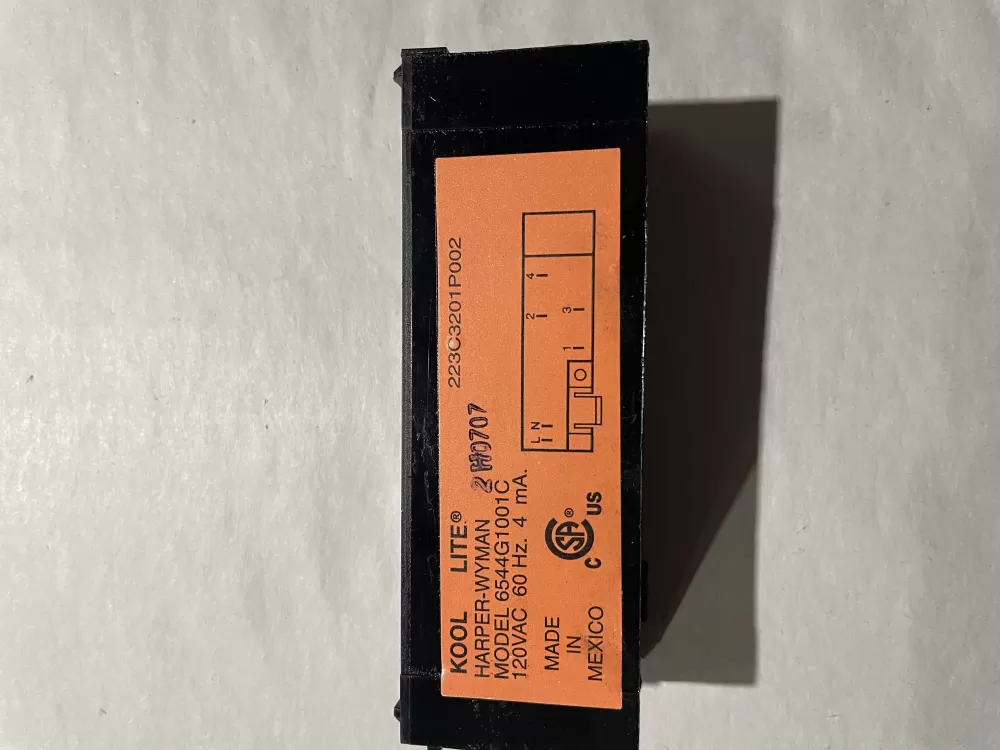 KOOL LITE®
HARPER-WYMAN
MODEL 6544G1001C
120VAC 60 Hz. 4 mA.
223C3201P002
MADE
IN
MEXICO
C SA® US
L N
2
4
1
3